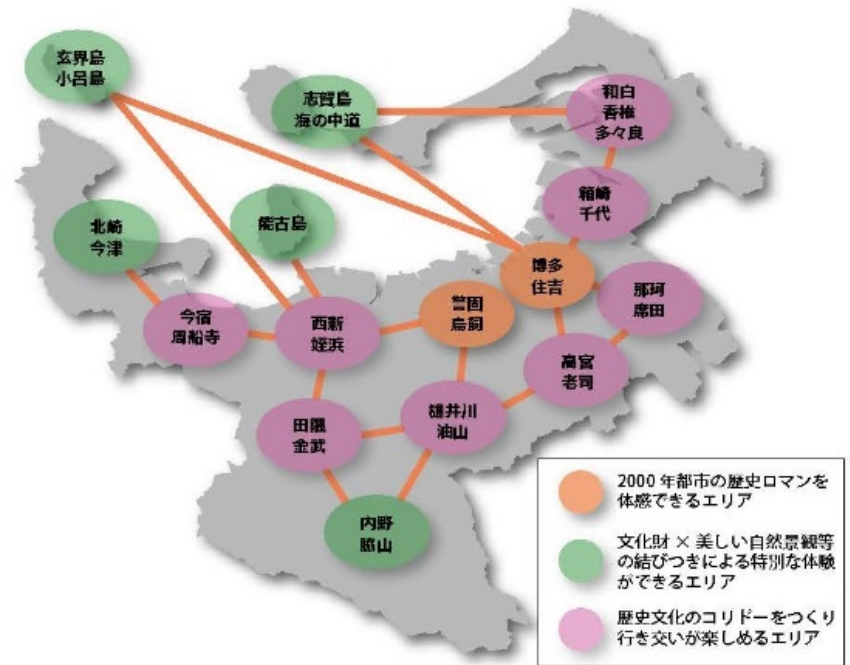 玄界島
小呂島
志賀島
海の中道
和白
香椎
多々良
箱崎
千代
北崎
今津
能古島
博多
住吉
那珂
席田
今宿
周船寺
西新
姪浜
警固
鳥飼
高宮
老司
田隈
金武
樋井川
油山
内野
脇山
2000 年都市の歴史ロマンを
体感できるエリア
文化財 × 美しい自然景観等
の結びつきによる特別な体験
ができるエリア
歴史文化のコリドーをつくり
行き交いが楽しめるエリア